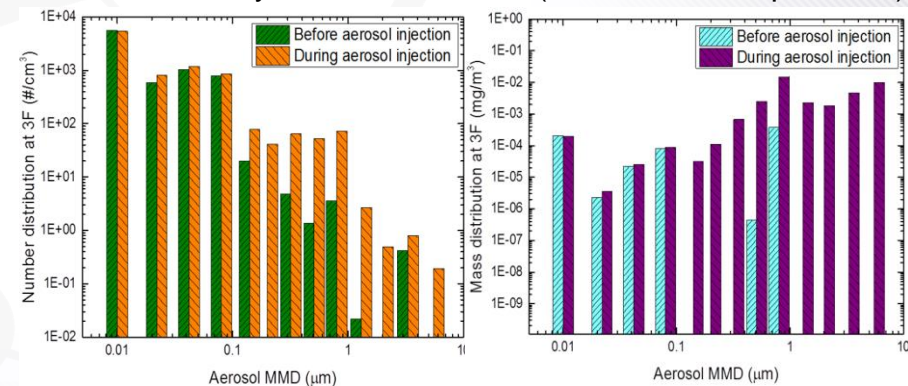 1E+04
1E+03
1E+02
1E+01
1E+00
1E-01
1E-02
Number distribution at 3F (#/cm³)
Before aerosol injection
During aerosol injection
0.01
0.1
1
Aerosol MMD (μm)
1E+00
1E-01
1E-02
1E-03
1E-04
1E-05
1E-06
1E-07
1E-08
1E-09
Mass distribution at 3F (mg/m³)
Before aerosol injection
During aerosol injection
0.01
0.1
1
10
Aerosol MMD (μm)